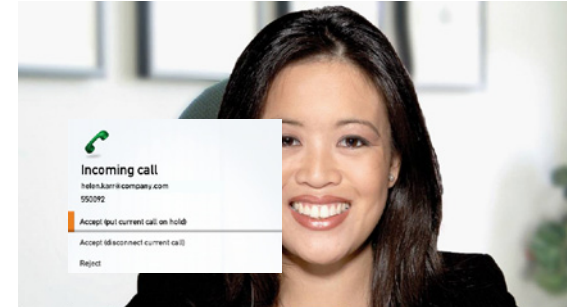 Incoming call
helen.karr@company.com
550092
Accept (put current call on hold)
Accept (disconnect current call)
Reject